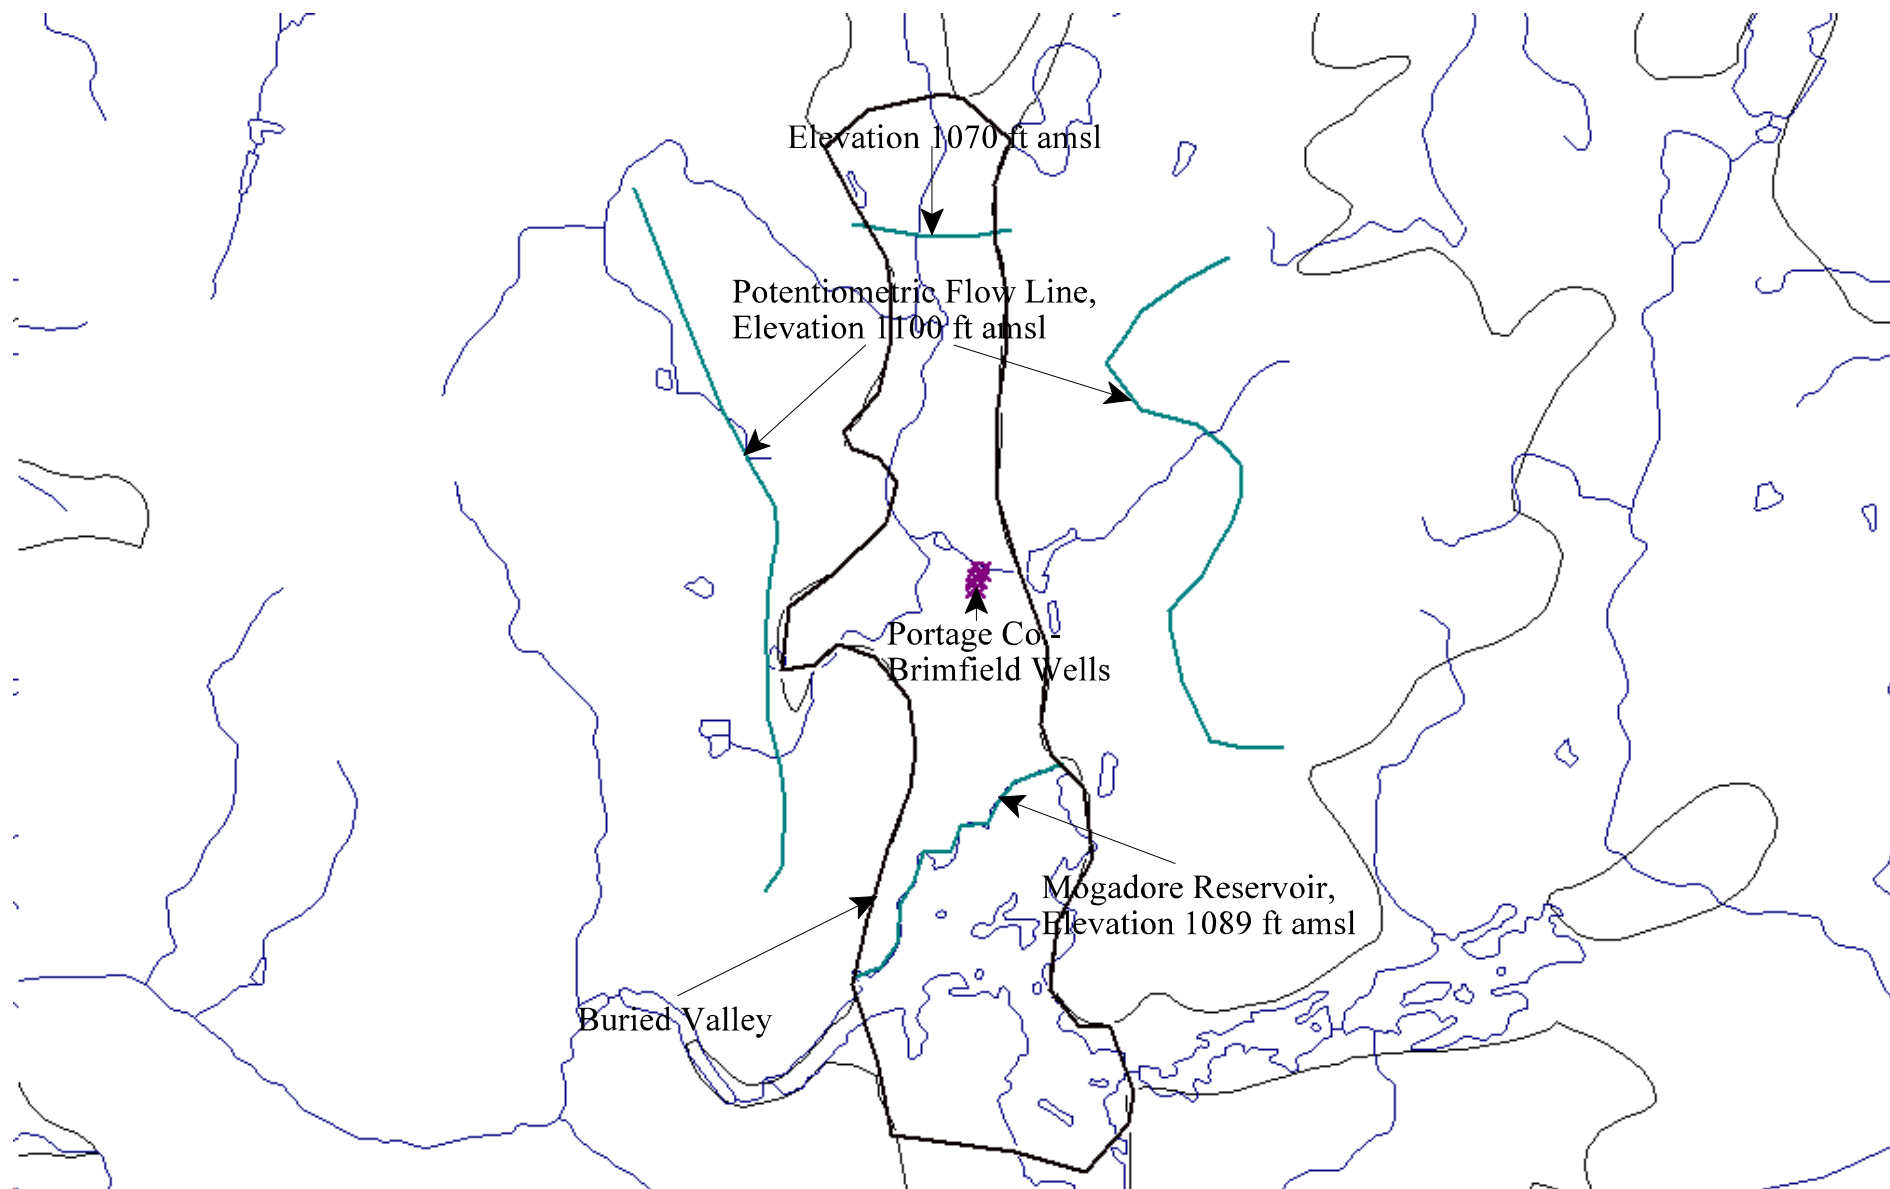 Elevation 1070 ft amsl
Potentiometric Flow Line,
Elevation 1100 ft amsl
Portage Co.-
Brimfield Wells
Mogadore Reservoir,
Elevation 1089 ft amsl
Buried Valley